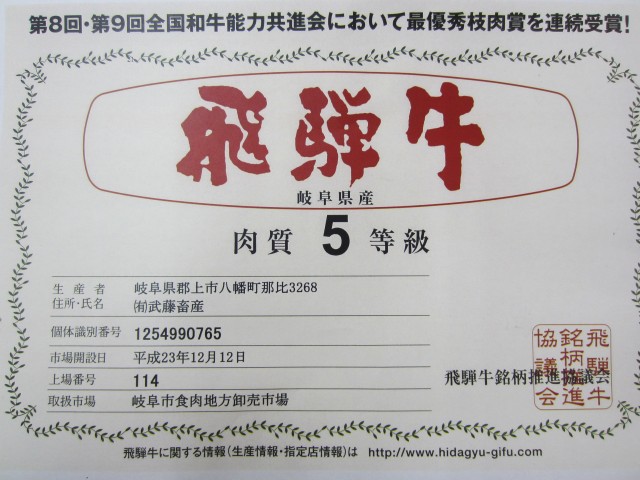 第8回・第9回全国和牛能力共進会において最優秀枝肉賞を連続受賞!
飛騨牛
岐阜県産
肉質 5 等級
生産者 岐阜県郡上市八幡町那比3268
住所・氏名 ㈲武藤畜産
個体識別番号 1254990765
市場開設日 平成23年12月12日
上場番号 114
取扱市場 岐阜市食肉地方卸売市場
飛騨牛銘柄推進協議会
飛騨牛
銘柄推進
協議会
飛騨牛に関する情報(生産情報・指定店情報)は http://www.hidagyu-gifu.com/